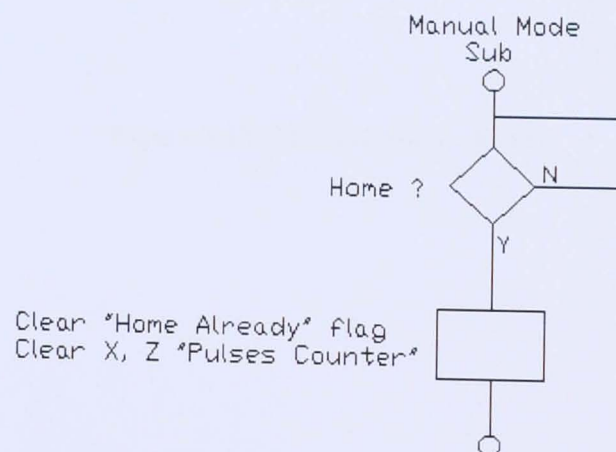 Manual Mode
Sub
Home ?
N
Y
Clear "Home Already" flag
Clear X, Z "Pulses Counter"